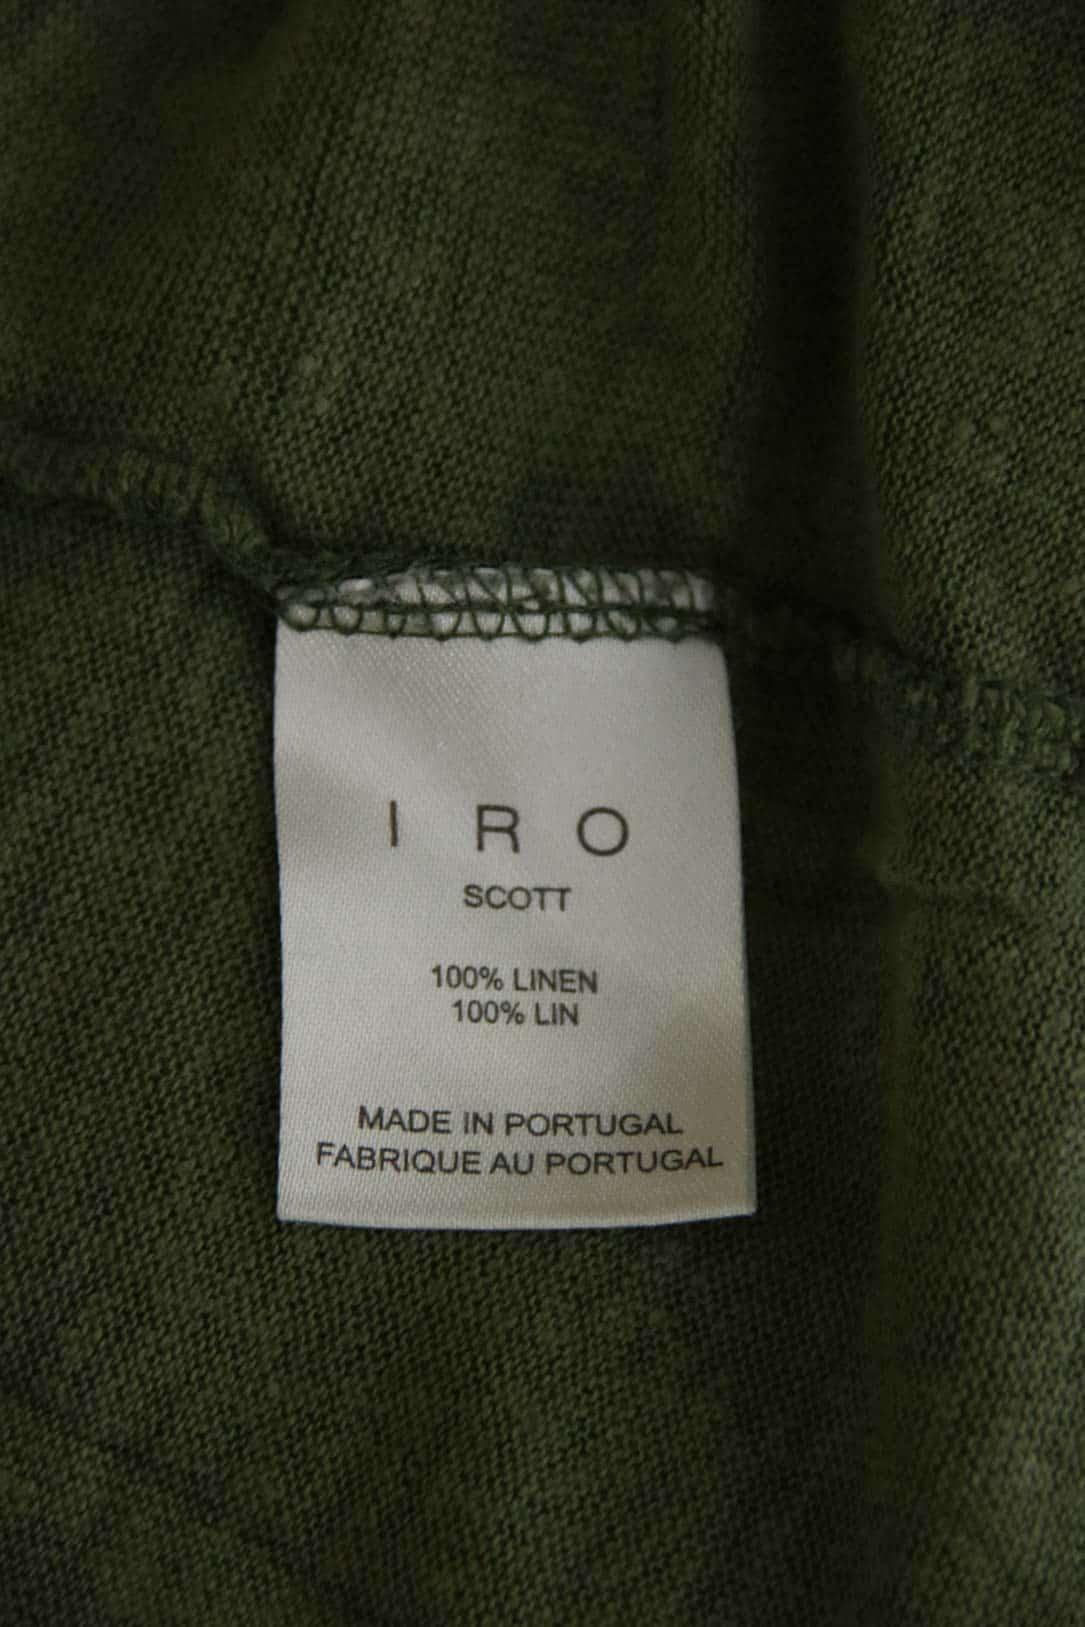 I R O
SCOTT
100% LINEN
100% LIN
MADE IN PORTUGAL
FABRIQUE AU PORTUGAL